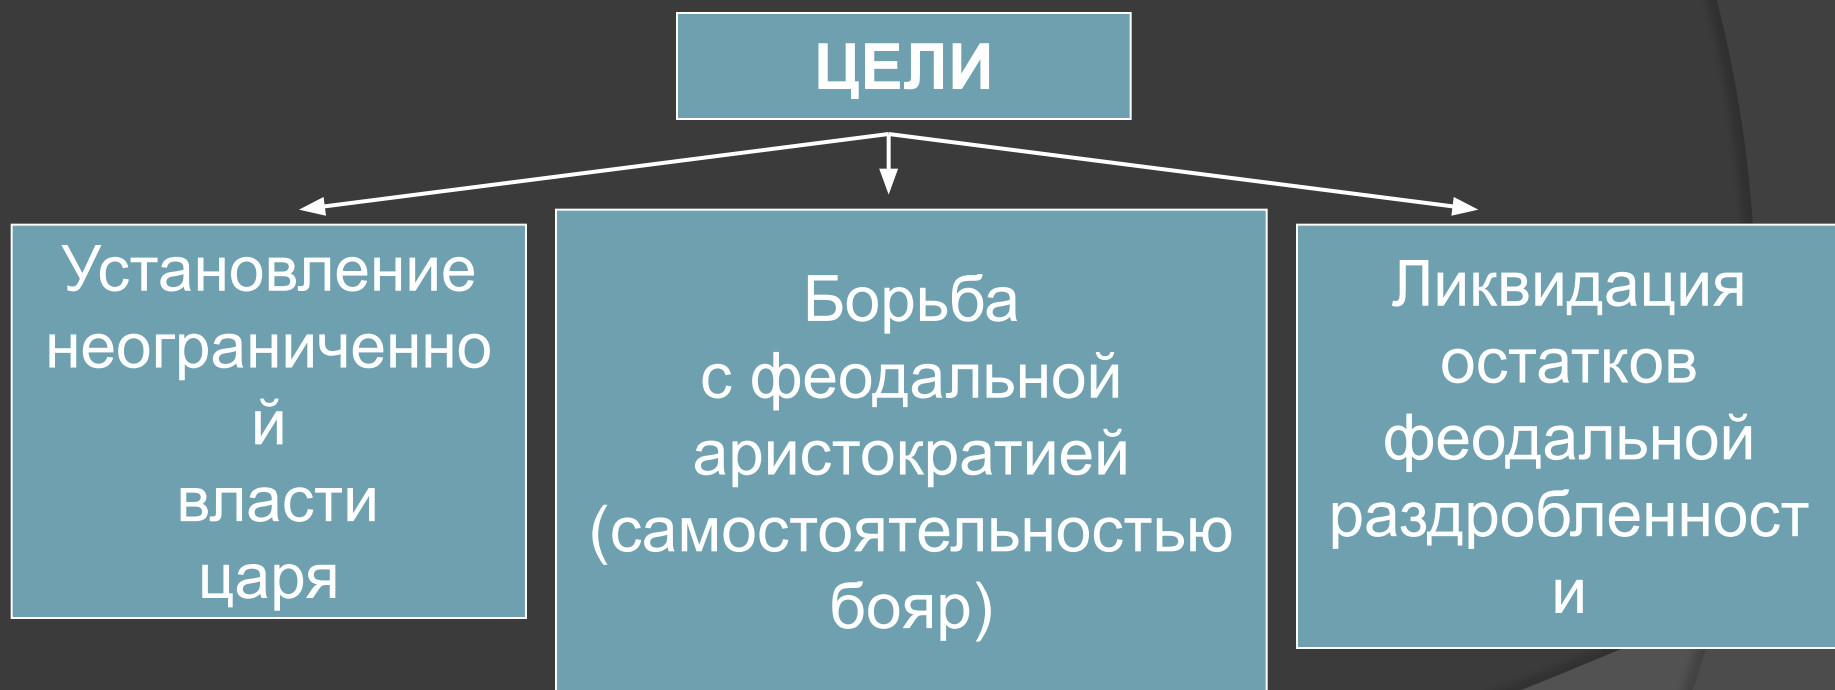 ЦЕЛИ
Установление
неограниченно
й
власти
царя
Борьба
с феодальной
аристократией
(самостоятельностью
бояр)
Ликвидация
остатков
феодальной
раздробленност
и